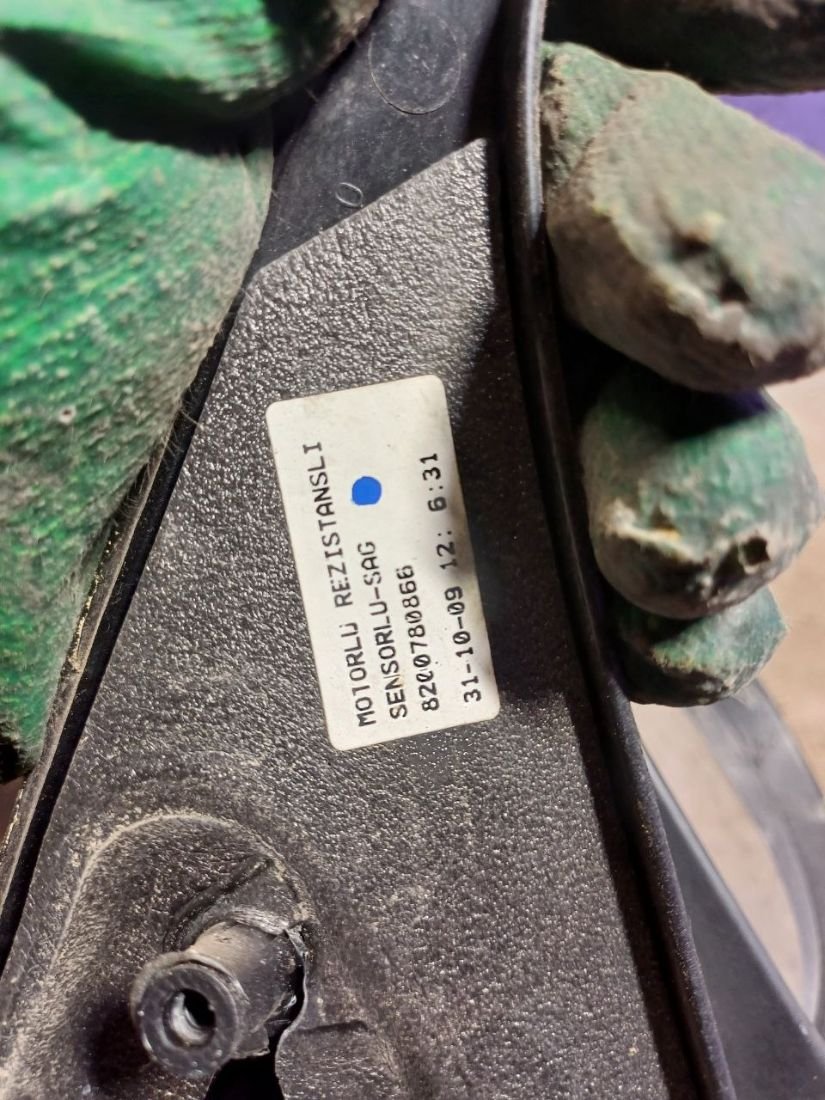 MOTORLU REZISTANSLI
SENSORLU-SAG
8200780866
31-10-09 12: 6:31